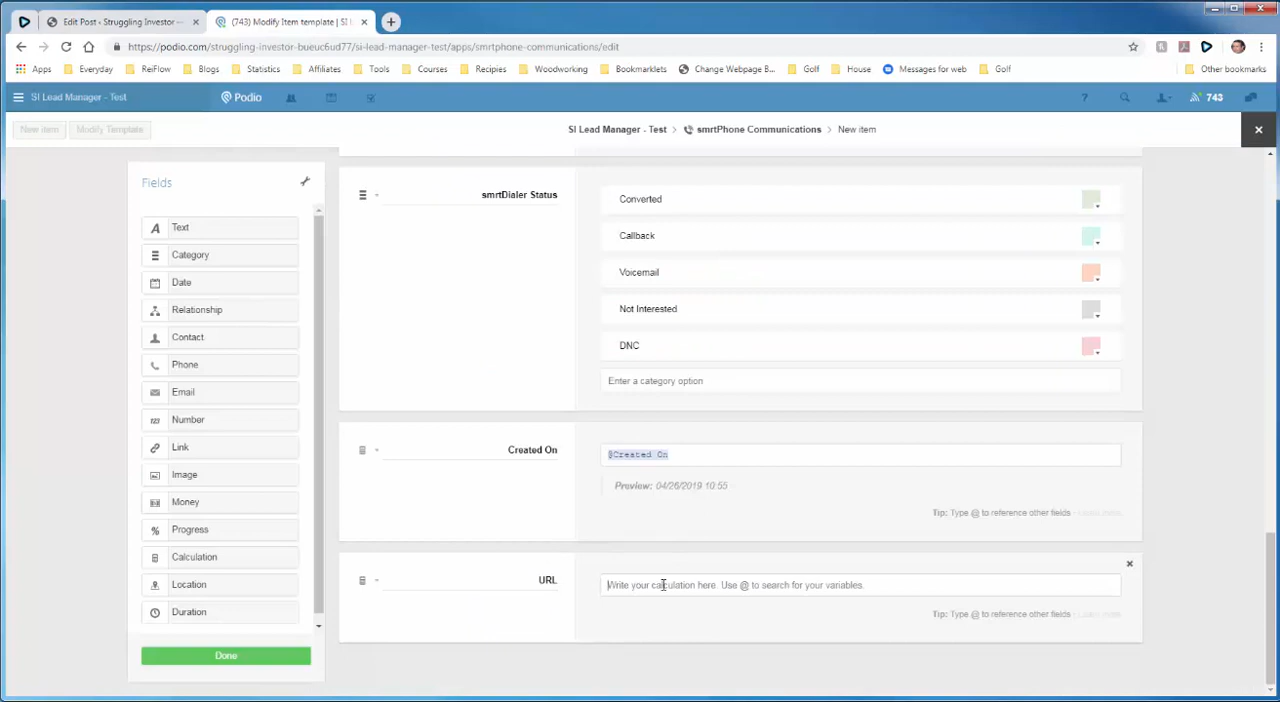 Edit Post ‹ Struggling Investor —
(743) Modify Item template | SI L
https://podio.com/struggling-investor-bueuc6ud77/si-lead-manager-test/apps/smrtphone-communications/edit
Apps Everyday ReiFlow Blogs Statistics Affiliates Tools Courses Recipies Woodworking Bookmarklets Change Webpage B... Golf House Messages for web Golf Other bookmarks
SI Lead Manager - Test Podio ? 743
New item Modify Template SI Lead Manager - Test > smrtPhone Communications > New item
Fields
Text
Category
Date
Relationship
Contact
Phone
Email
Number
Link
Image
Money
Progress
Calculation
Location
Duration
Done
smrtDialer Status
Converted
Callback
Voicemail
Not Interested
DNC
Enter a category option
Created On
@Created On
Preview: 04/26/2019 10:55
Tip: Type @ to reference other fields - Learn more
URL
Write your calculation here. Use @ to search for your variables.
Tip: Type @ to reference other fields - Learn more